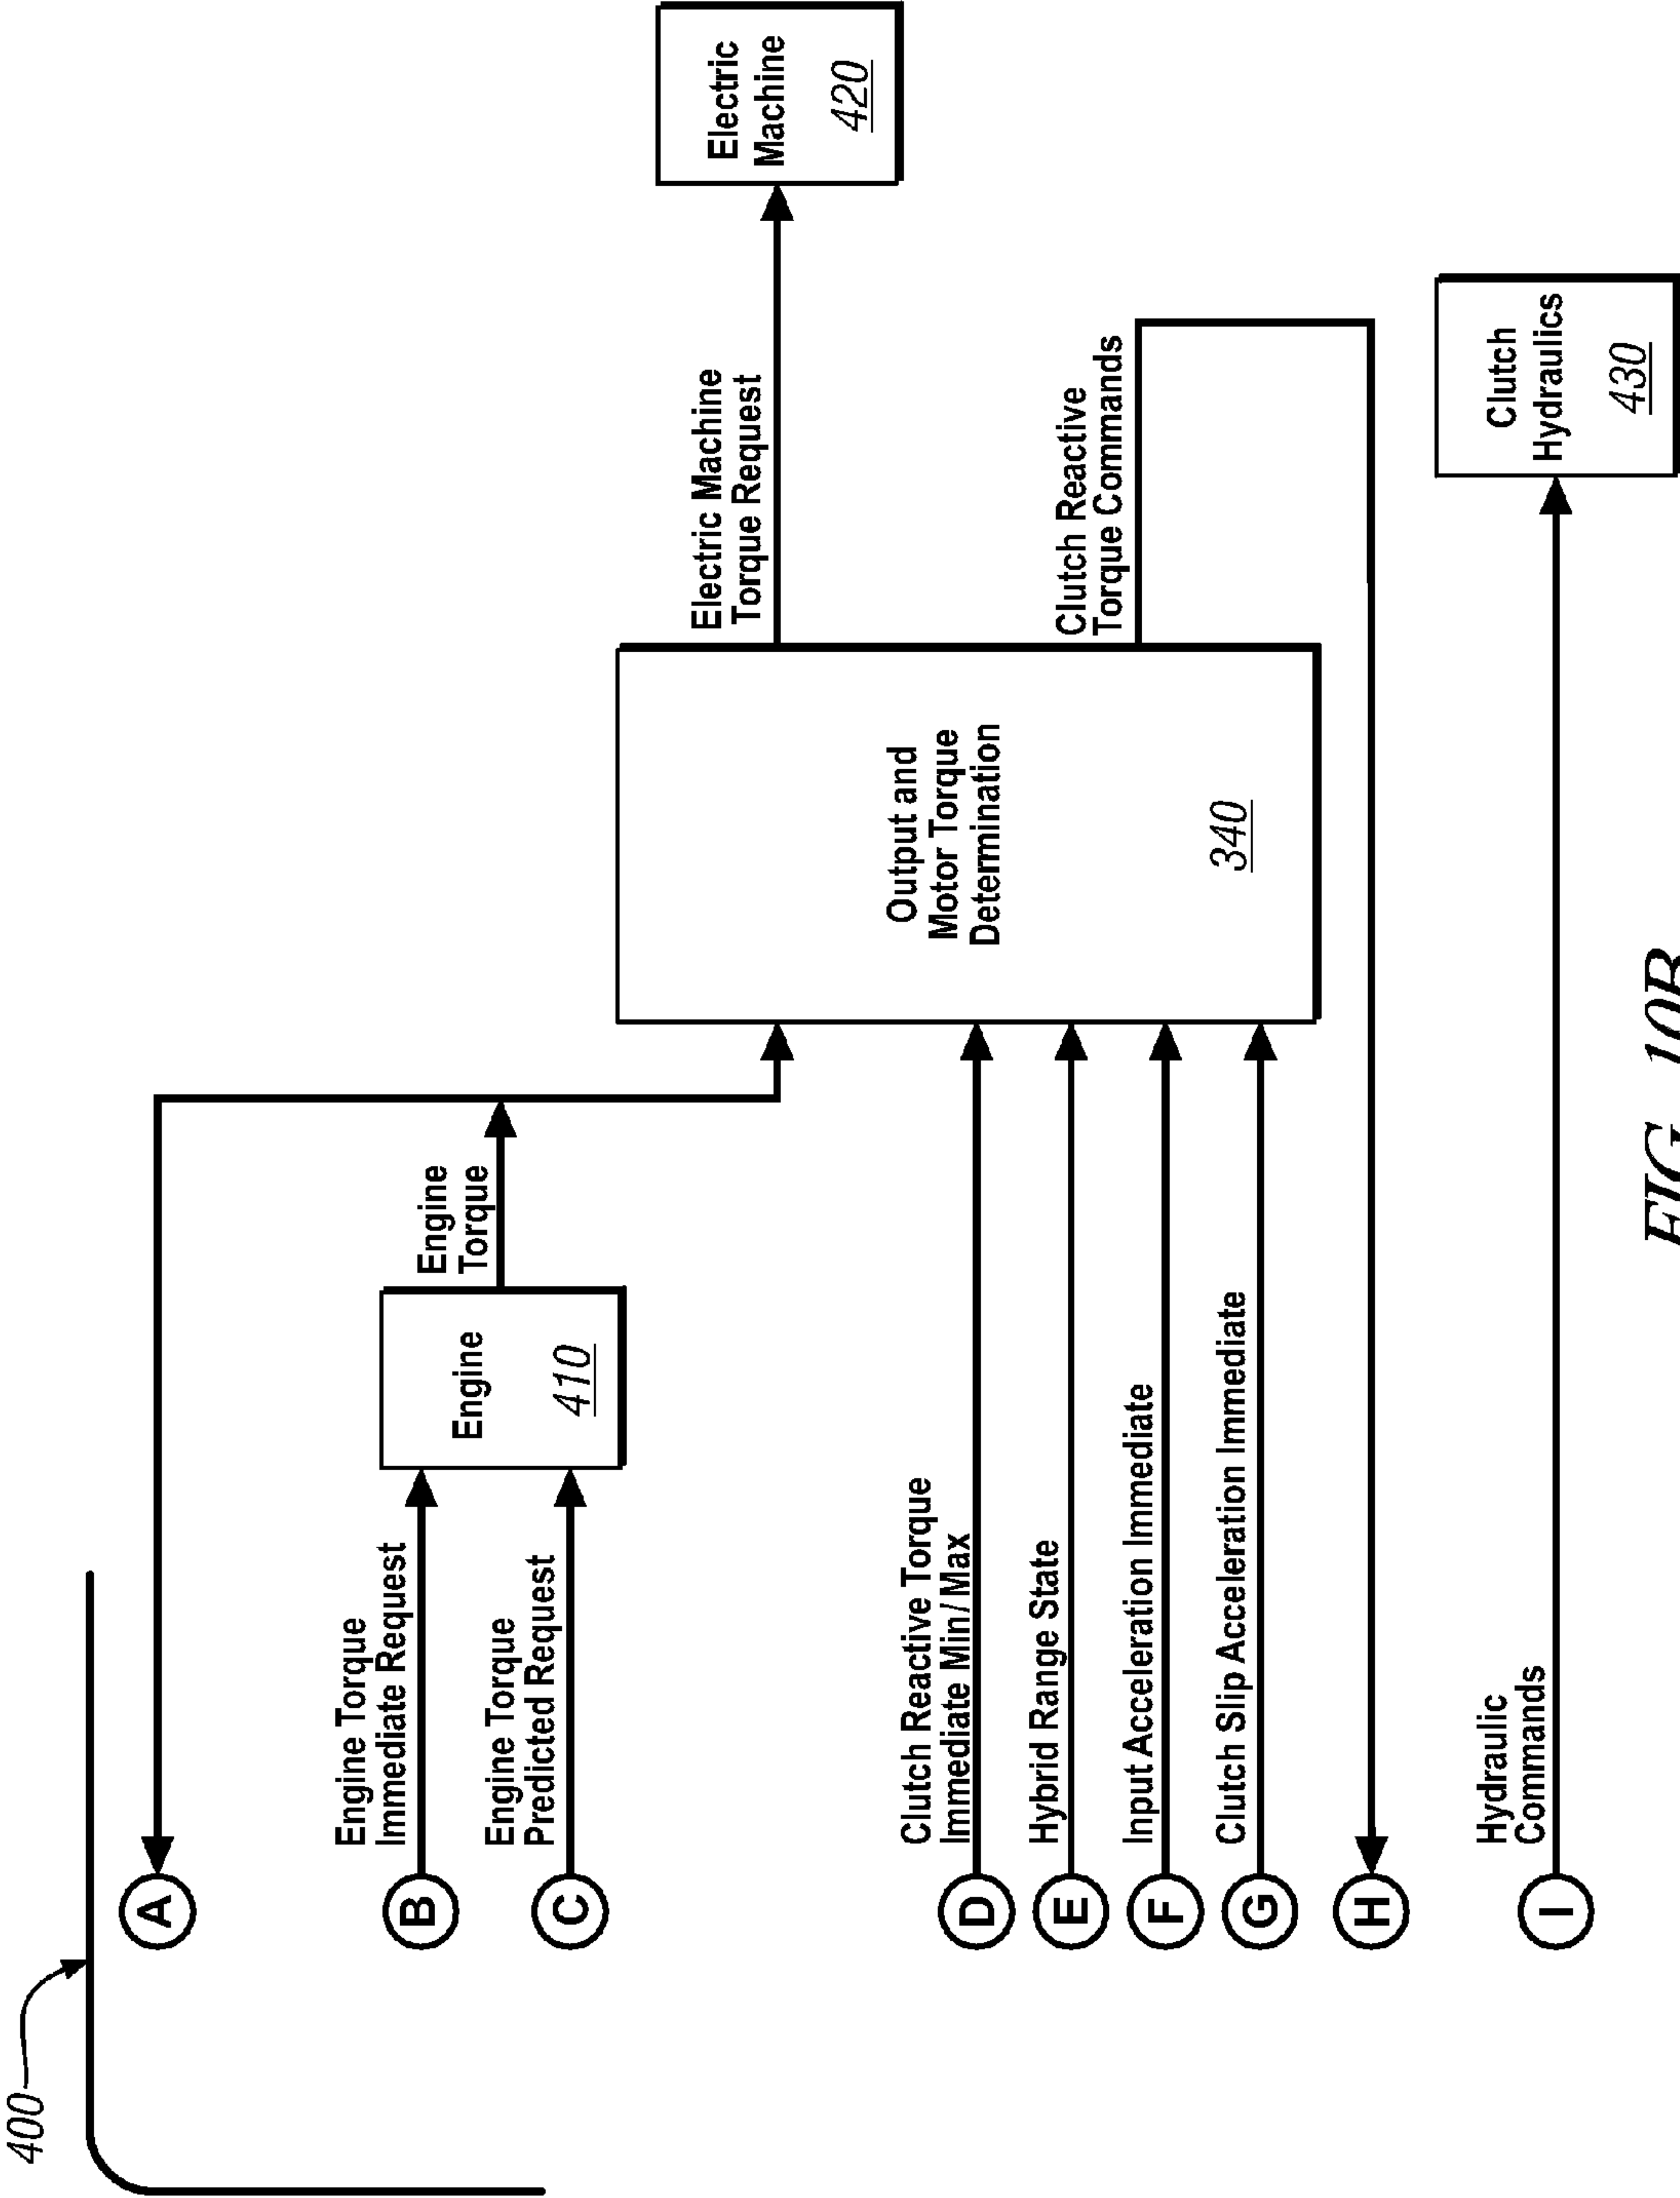 400
A
Engine Torque
Immediate Request
B
Engine Torque
Predicted Request
C
Engine
410
Engine
Torque
Electric Machine
Torque Request
Electric
Machine
420
Output and
Motor Torque
Determination
340
Clutch Reactive Torque
Immediate Min/Max
D
Hybrid Range State
E
Input Acceleration Immediate
F
Clutch Slip Acceleration Immediate
G
Clutch Reactive
Torque Commands
H
Hydraulic
Commands
I
Clutch
Hydraulics
430
FIG. 10B